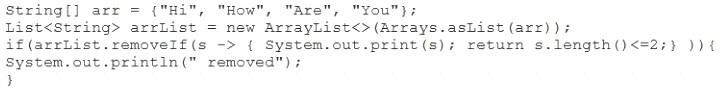 String[] arr = {"Hi", "How", "Are", "You"};
List<String> arrList = new ArrayList<>(Arrays.asList(arr));
if(arrList.removeIf(s -> { System.out.print(s); return s.length()<=2;} )){
System.out.println(" removed");
}